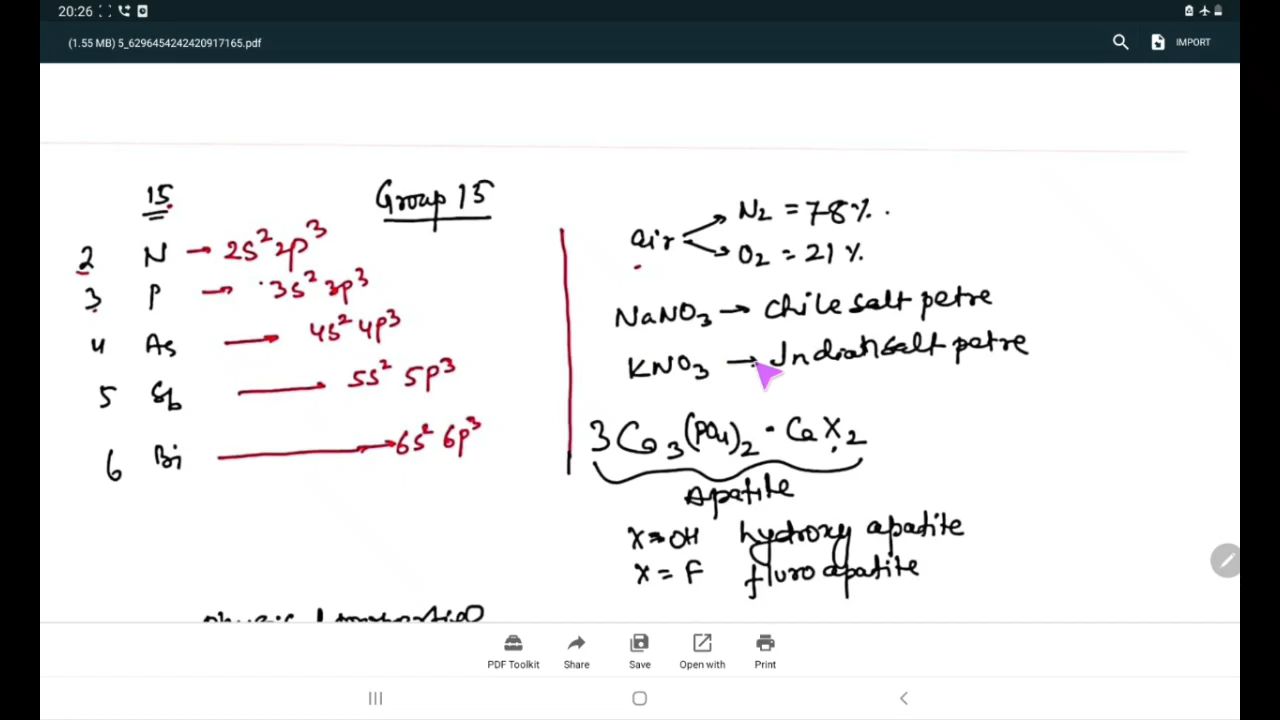 20:26
(1.55 MB) 5_6296454242420917165.pdf
IMPORT
15
Group 15
2 N → 2s² 2p³
3 P → 3s² 3p³
4 As → 4s² 4p³
5 Sb → 5s² 5p³
6 Bi → 6s² 6p³
air → N₂ = 78%.
→ O₂ = 21%
NaNO₃ → Chile salt petre
KNO₃ → Indian salt petre
3Ca₃(PO₄)₂ · CaX₂
Apatite
X = OH hydroxy apatite
X = F fluro apatite
PDF Toolkit
Share
Save
Open with
Print